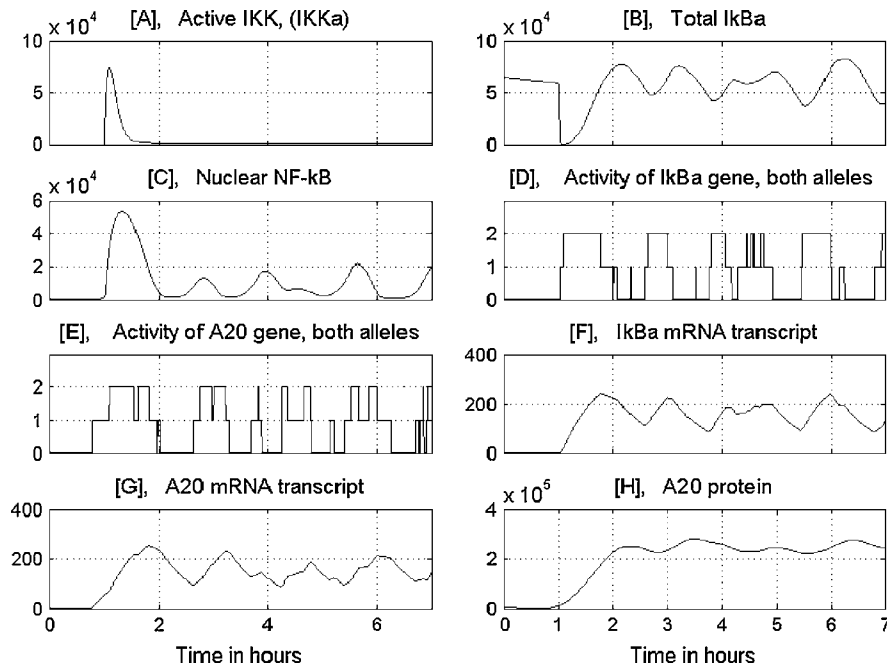 x 10^4 [A], Active IKK, (IKKa)
10
5
0
x 10^4 [B], Total IkBa
10
5
0
x 10^4 [C], Nuclear NF-kB
6
4
2
0
[D], Activity of IkBa gene, both alleles
2
1
0
[E], Activity of A20 gene, both alleles
2
1
0
[F], IkBa mRNA transcript
400
200
0
[G], A20 mRNA transcript
400
200
0
0 2 4 6
Time in hours
x 10^5 [H], A20 protein
4
2
0
0 1 2 3 4 5 6 7
Time in hours